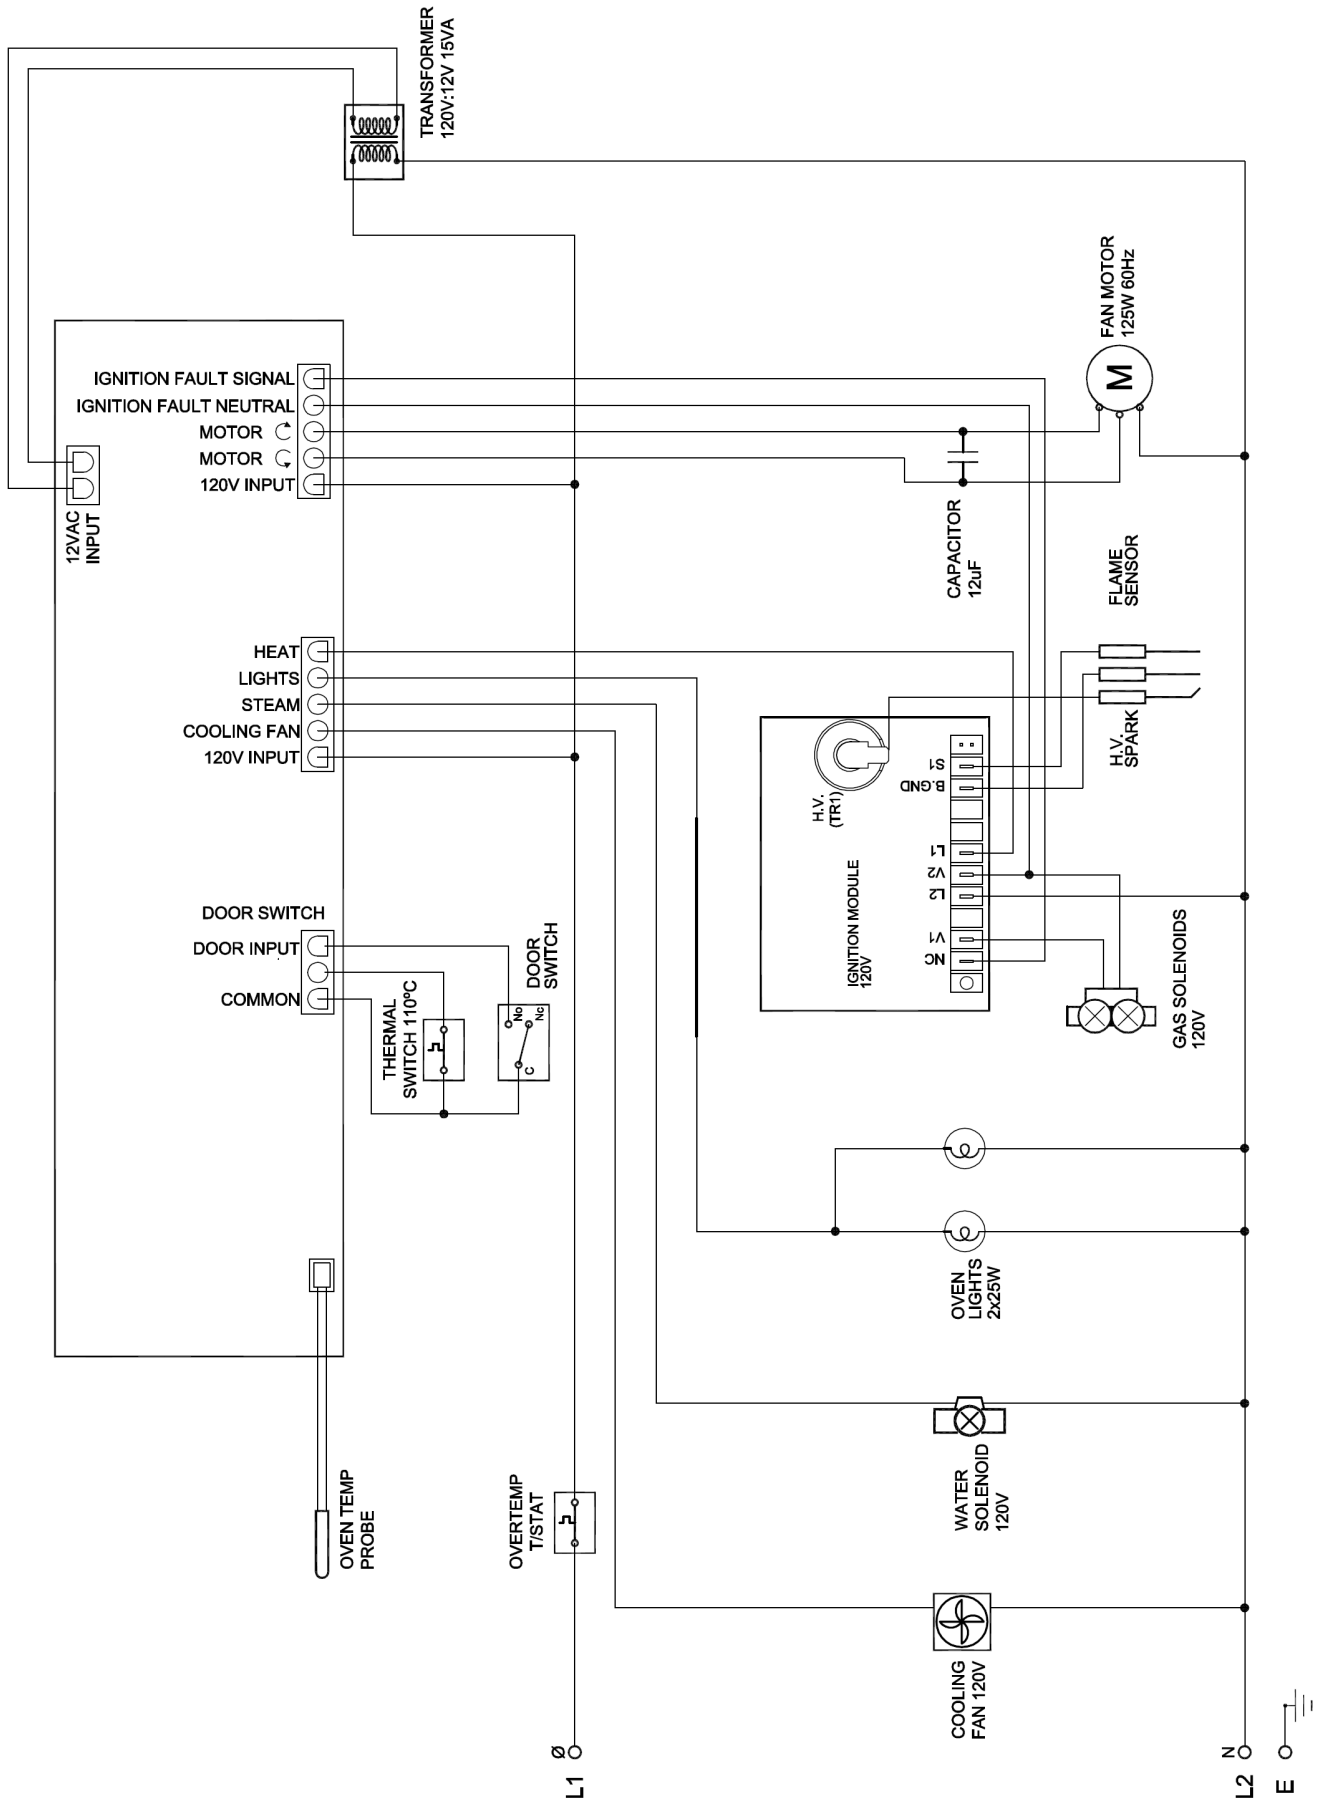 TRANSFORMER
120V:12V 15VA
IGNITION FAULT SIGNAL
IGNITION FAULT NEUTRAL
MOTOR
MOTOR
120V INPUT
12VAC
INPUT
FAN MOTOR
125W 60Hz
M
CAPACITOR
12uF
FLAME
SENSOR
HEAT
LIGHTS
STEAM
COOLING FAN
120V INPUT
H.V.
SPARK
H.V.
(TR1)
S1
B.GND
L1
V2
L2
V1
NC
IGNITION MODULE
120V
DOOR SWITCH
DOOR INPUT
COMMON
THERMAL
SWITCH 110ºC
DOOR
SWITCH
No
Nc
C
GAS SOLENOIDS
120V
OVEN
LIGHTS
2x25W
OVEN TEMP
PROBE
OVERTEMP
T/STAT
WATER
SOLENOID
120V
COOLING
FAN 120V
Ø
L1
N
L2
E